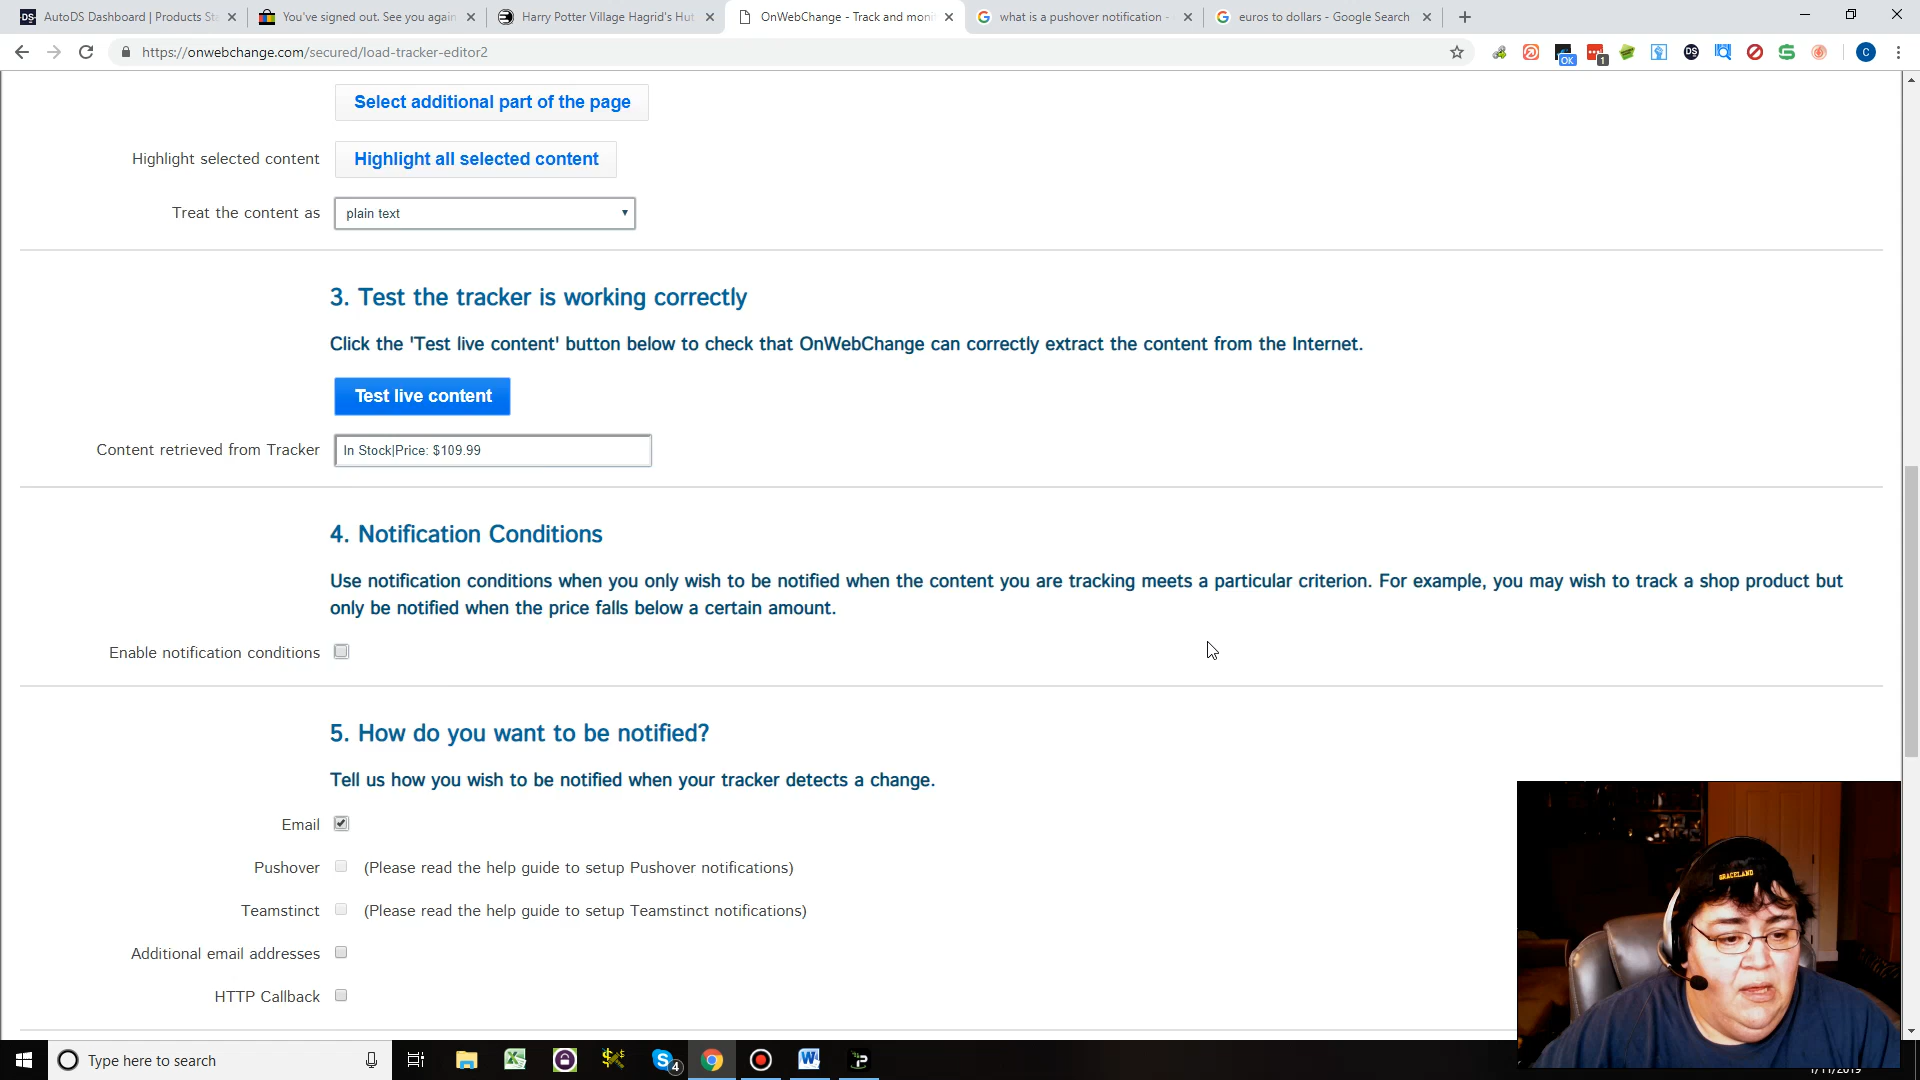 AutoDS Dashboard | Products St
You've signed out. See you again
Harry Potter Village Hagrid's Hut
OnWebChange - Track and moni
what is a pushover notification -
euros to dollars - Google Search
https://onwebchange.com/secured/load-tracker-editor2
Select additional part of the page
Highlight selected content
Highlight all selected content
Treat the content as
plain text
3. Test the tracker is working correctly
Click the 'Test live content' button below to check that OnWebChange can correctly extract the content from the Internet.
Test live content
Content retrieved from Tracker
In Stock|Price: $109.99
4. Notification Conditions
Use notification conditions when you only wish to be notified when the content you are tracking meets a particular criterion. For example, you may wish to track a shop product but
only be notified when the price falls below a certain amount.
Enable notification conditions
5. How do you want to be notified?
Tell us how you wish to be notified when your tracker detects a change.
Email
Pushover
(Please read the help guide to setup Pushover notifications)
Teamstinct
(Please read the help guide to setup Teamstinct notifications)
Additional email addresses
HTTP Callback
GRACELAND
Type here to search